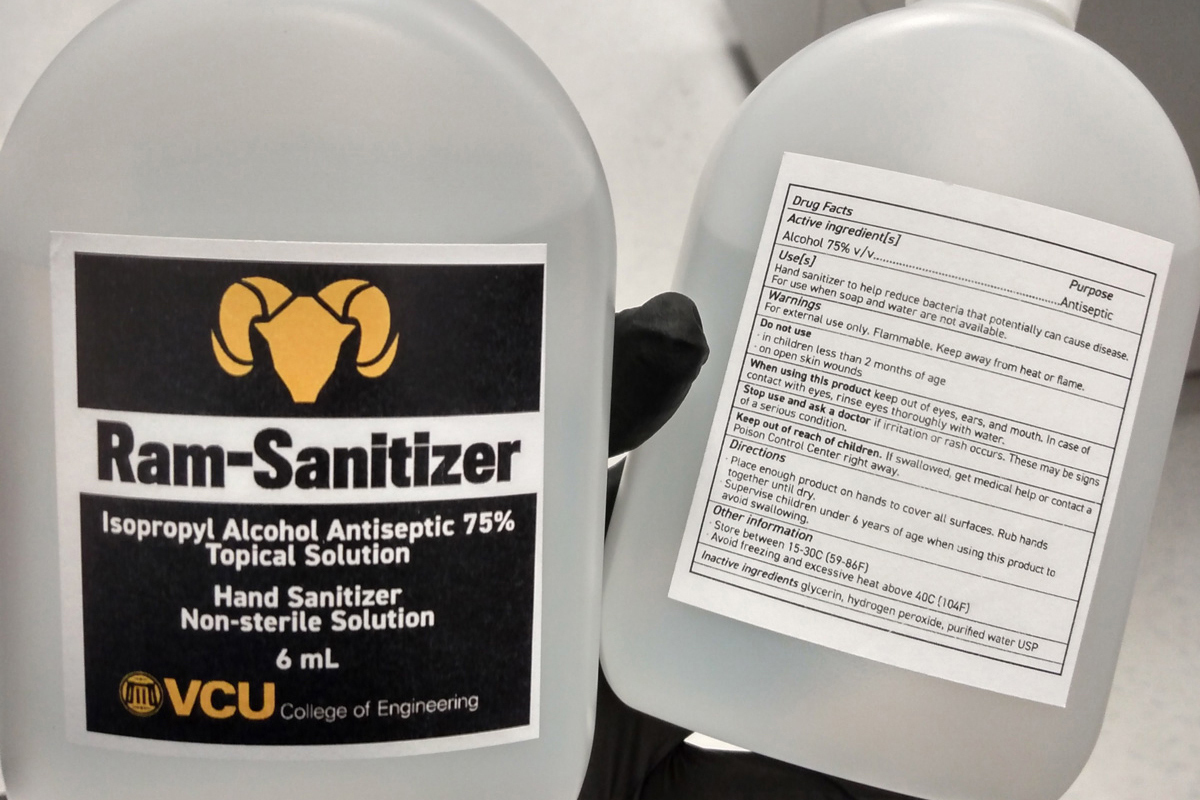 Ram-Sanitizer
Isopropyl Alcohol Antiseptic 75%
Topical Solution
Hand Sanitizer
Non-sterile Solution
6 mL
VCU College of Engineering
Drug Facts
Active ingredient[s]
Purpose
Alcohol 75% v/v..........................................................Antiseptic
Use[s]
Hand sanitizer to help reduce bacteria that potentially can cause disease.
For use when soap and water are not available.
Warnings
For external use only. Flammable. Keep away from heat or flame.
Do not use
· in children less than 2 months of age
· on open skin wounds
When using this product keep out of eyes, ears, and mouth. In case of
contact with eyes, rinse eyes thoroughly with water.
Stop use and ask a doctor if irritation or rash occurs. These may be signs
of a serious condition.
Keep out of reach of children. If swallowed, get medical help or contact a
Poison Control Center right away.
Directions
· Place enough product on hands to cover all surfaces. Rub hands
together until dry.
· Supervise children under 6 years of age when using this product to
avoid swallowing.
Other information
· Store between 15-30C (59-86F)
· Avoid freezing and excessive heat above 40C (104F)
Inactive ingredients glycerin, hydrogen peroxide, purified water USP